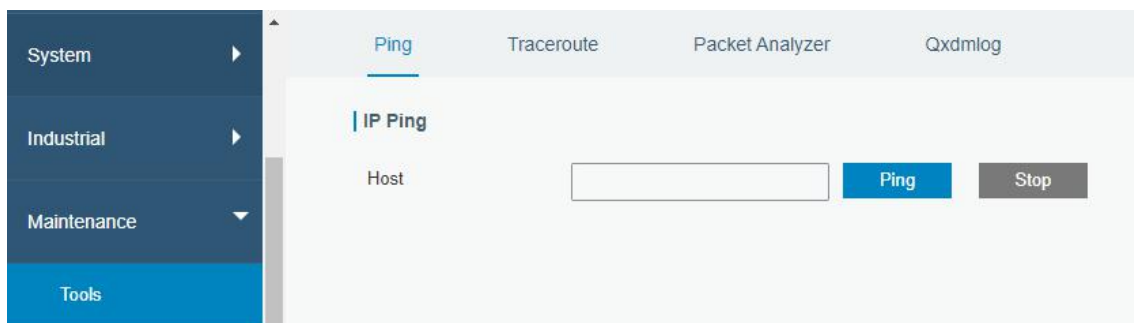 System
Industrial
Maintenance
Tools
Ping Traceroute Packet Analyzer Qxdmlog
IP Ping
Host Ping Stop